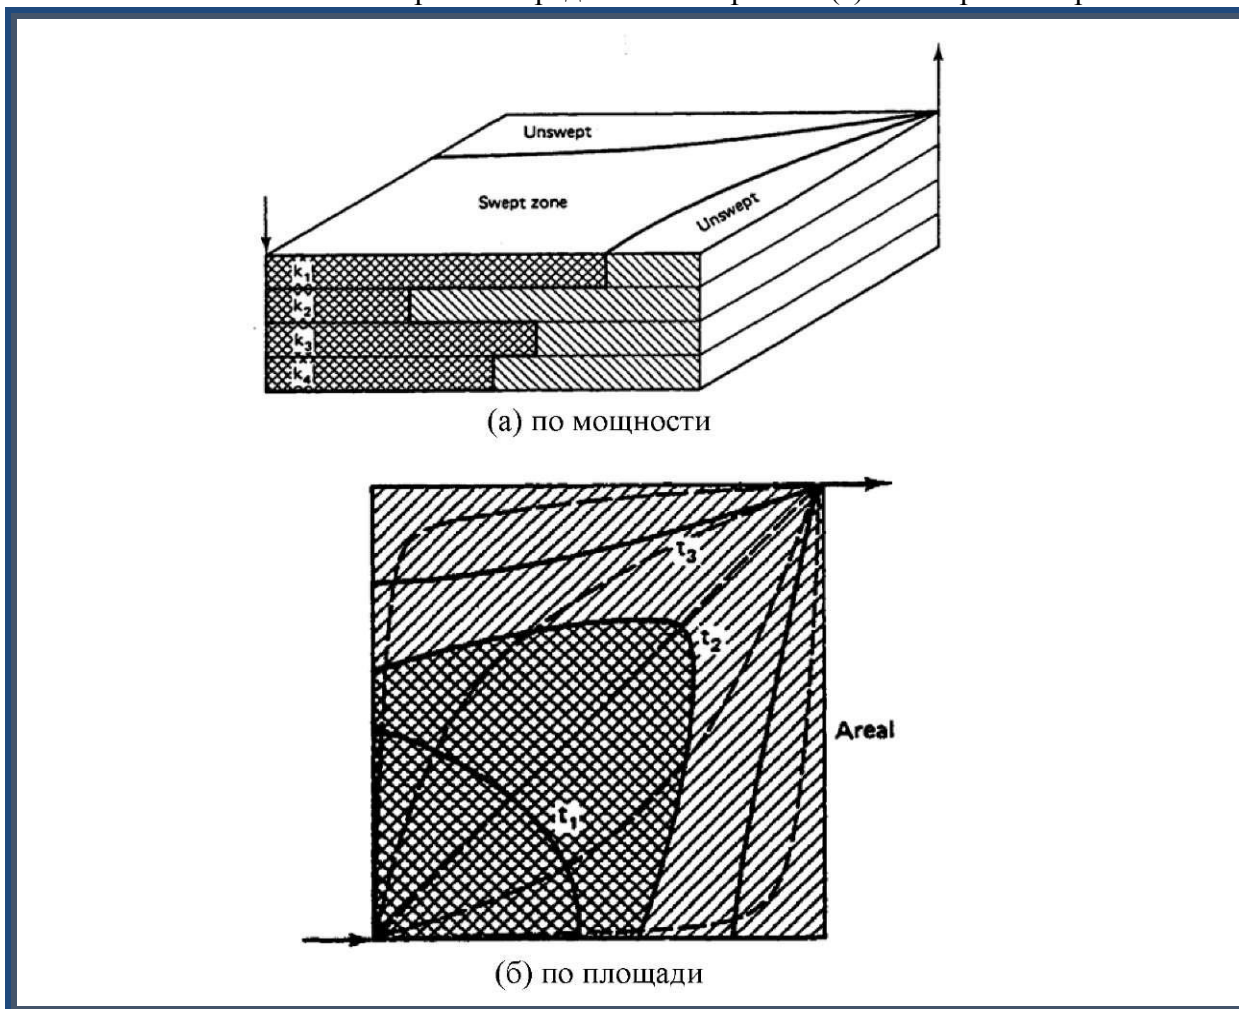 Unswept
Swept zone
Unswept
k1
k2
k3
k4
(а) по мощности
t3
t2
Areal
t1
(б) по площади